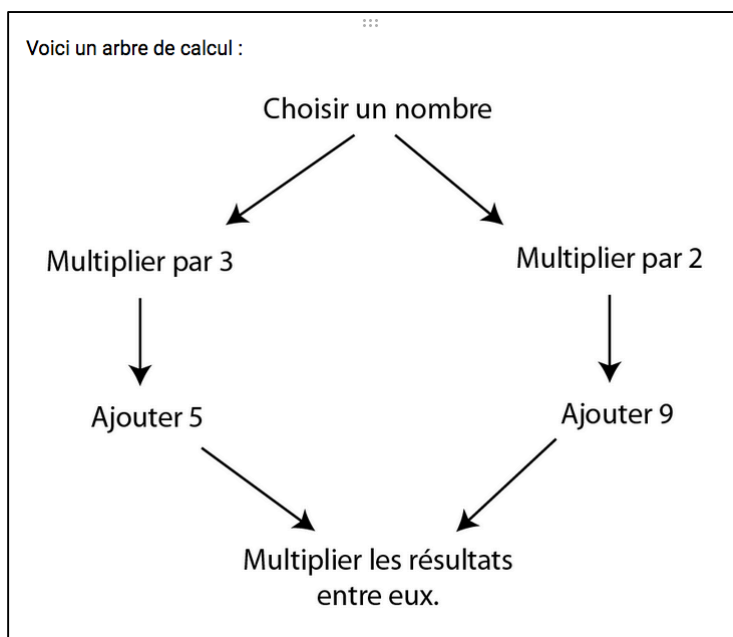 Voici un arbre de calcul :
Choisir un nombre
Multiplier par 3
Multiplier par 2
Ajouter 5
Ajouter 9
Multiplier les résultats
entre eux.